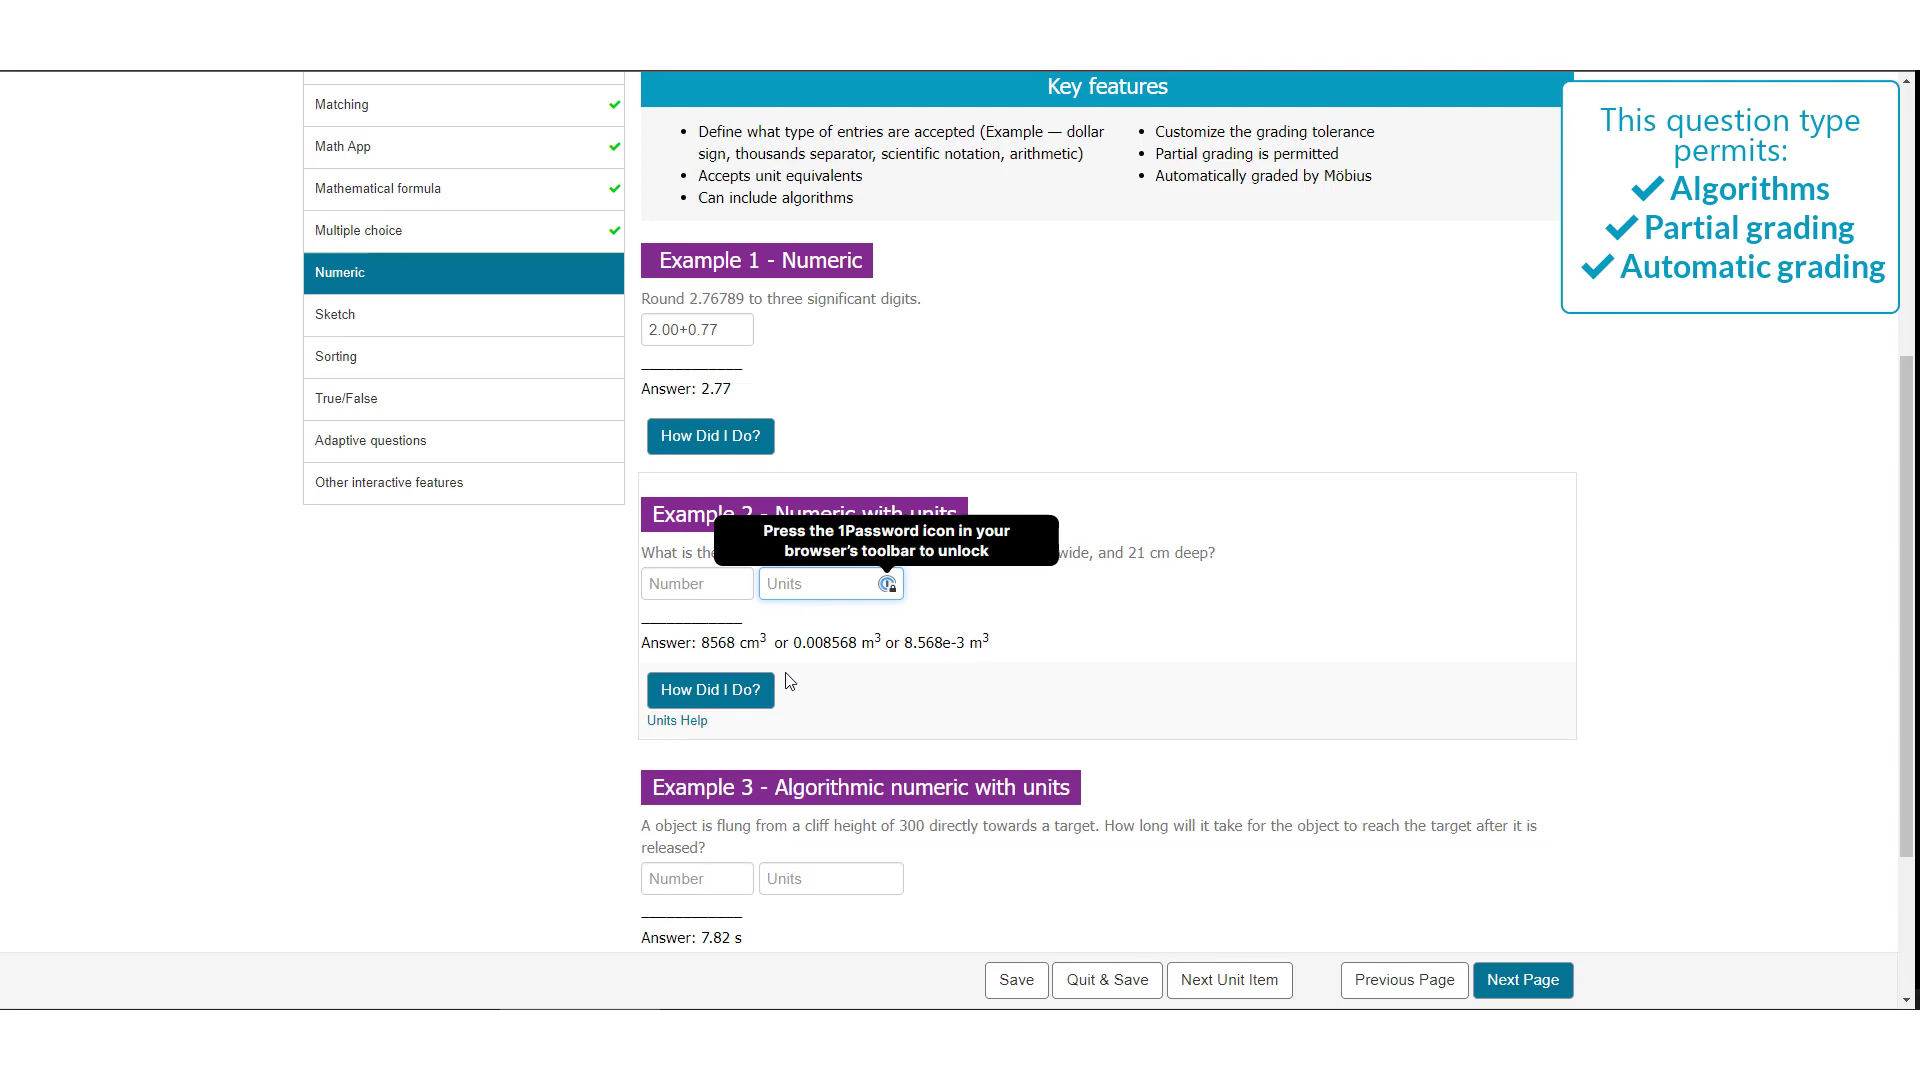 Key features
This question type
permits:
Algorithms
Partial grading
Automatic grading
Matching
Math App
Mathematical formula
Multiple choice
Numeric
Sketch
Sorting
True/False
Adaptive questions
Other interactive features
• Define what type of entries are accepted (Example — dollar
sign, thousands separator, scientific notation, arithmetic)
• Accepts unit equivalents
• Can include algorithms
• Customize the grading tolerance
• Partial grading is permitted
• Automatically graded by Möbius
Example 1 - Numeric
Round 2.76789 to three significant digits.
2.00+0.77
Answer: 2.77
How Did I Do?
Example 2 - Numeric with units
Press the 1Password icon in your
browser's toolbar to unlock
What is the wide, and 21 cm deep?
Number Units
Answer: 8568 cm³ or 0.008568 m³ or 8.568e-3 m³
How Did I Do?
Units Help
Example 3 - Algorithmic numeric with units
A object is flung from a cliff height of 300 directly towards a target. How long will it take for the object to reach the target after it is
released?
Number Units
Answer: 7.82 s
Save Quit & Save Next Unit Item Previous Page Next Page